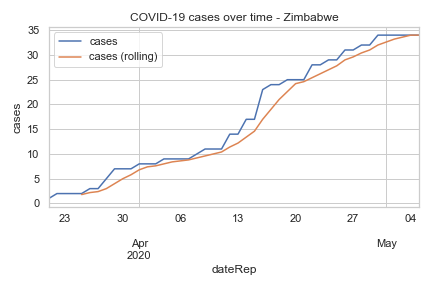 COVID-19 cases over time - Zimbabwe
cases
cases (rolling)
35
30
25
20
15
10
5
0
cases
23 30 06 13 20 27 04
Apr May
2020
dateRep